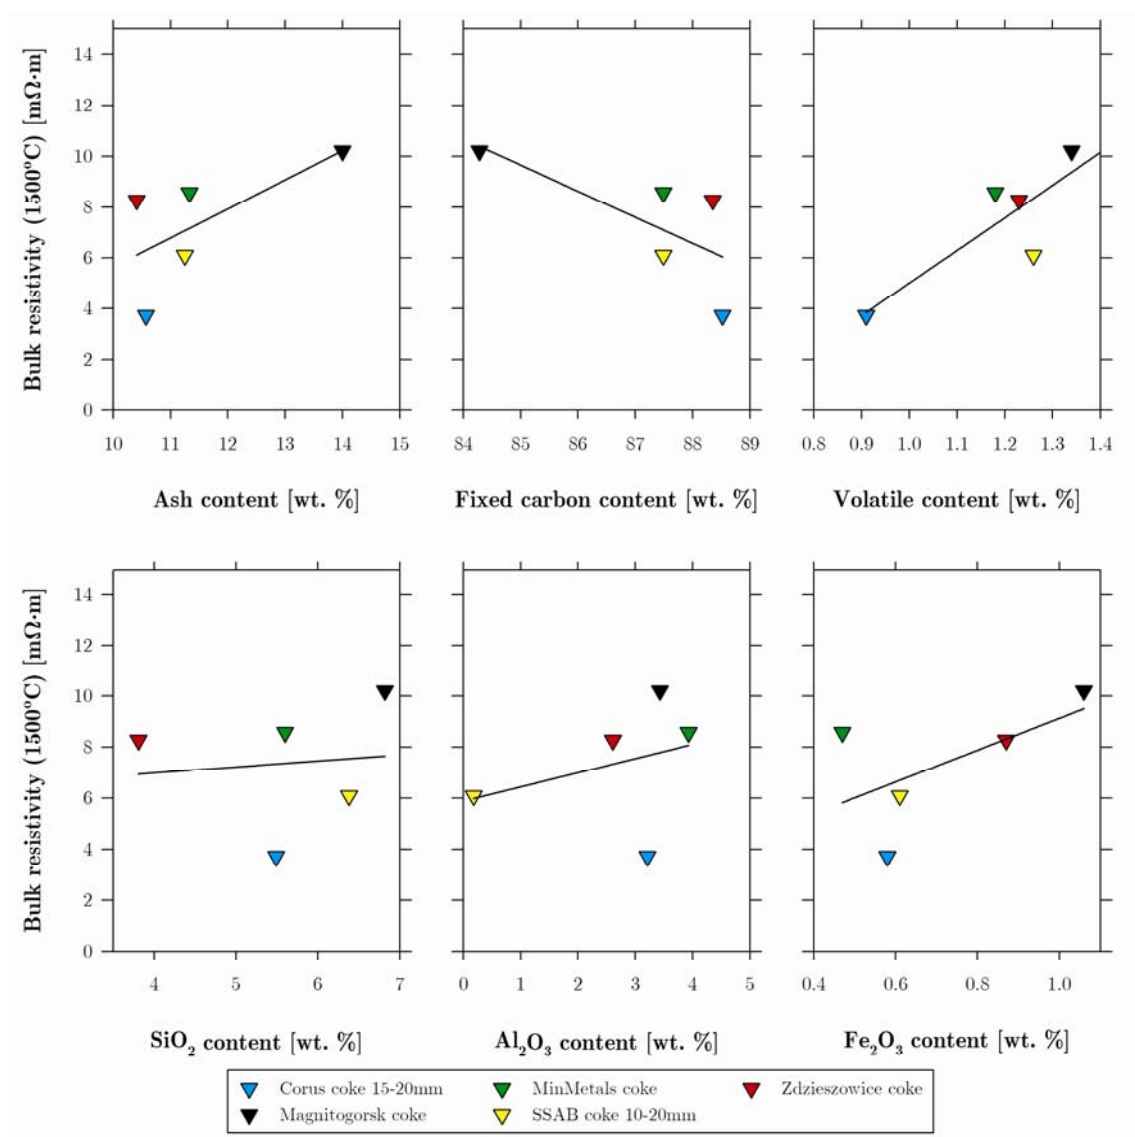 Bulk resistivity (1500°C) [mΩ·m]
14
12
10
8
6
4
2
0
10 11 12 13 14 15
84 85 86 87 88 89
0.8 0.9 1.0 1.1 1.2 1.3 1.4
Ash content [wt. %]
Fixed carbon content [wt. %]
Volatile content [wt. %]
Bulk resistivity (1500°C) [mΩ·m]
14
12
10
8
6
4
2
0
4 5 6 7
0 1 2 3 4 5
0.4 0.6 0.8 1.0
SiO₂ content [wt. %]
Al₂O₃ content [wt. %]
Fe₂O₃ content [wt. %]
Corus coke 15-20mm
MinMetals coke
Zdzieszowice coke
Magnitogorsk coke
SSAB coke 10-20mm